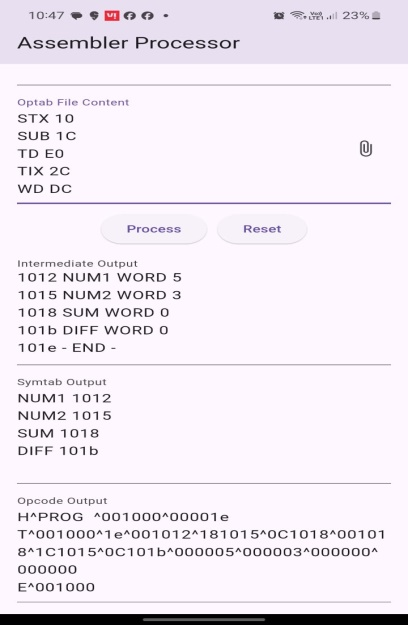 10:47 VoLTE1 23%
Assembler Processor
Optab File Content
STX 10
SUB 1C
TD E0
TIX 2C
WD DC
Process Reset
Intermediate Output
1012 NUM1 WORD 5
1015 NUM2 WORD 3
1018 SUM WORD 0
101b DIFF WORD 0
101e - END -
Symtab Output
NUM1 1012
NUM2 1015
SUM 1018
DIFF 101b
Opcode Output
H^PROG ^001000^00001e
T^001000^1e^001012^181015^0C1018^00101
8^1C1015^0C101b^000005^000003^000000^
000000
E^001000